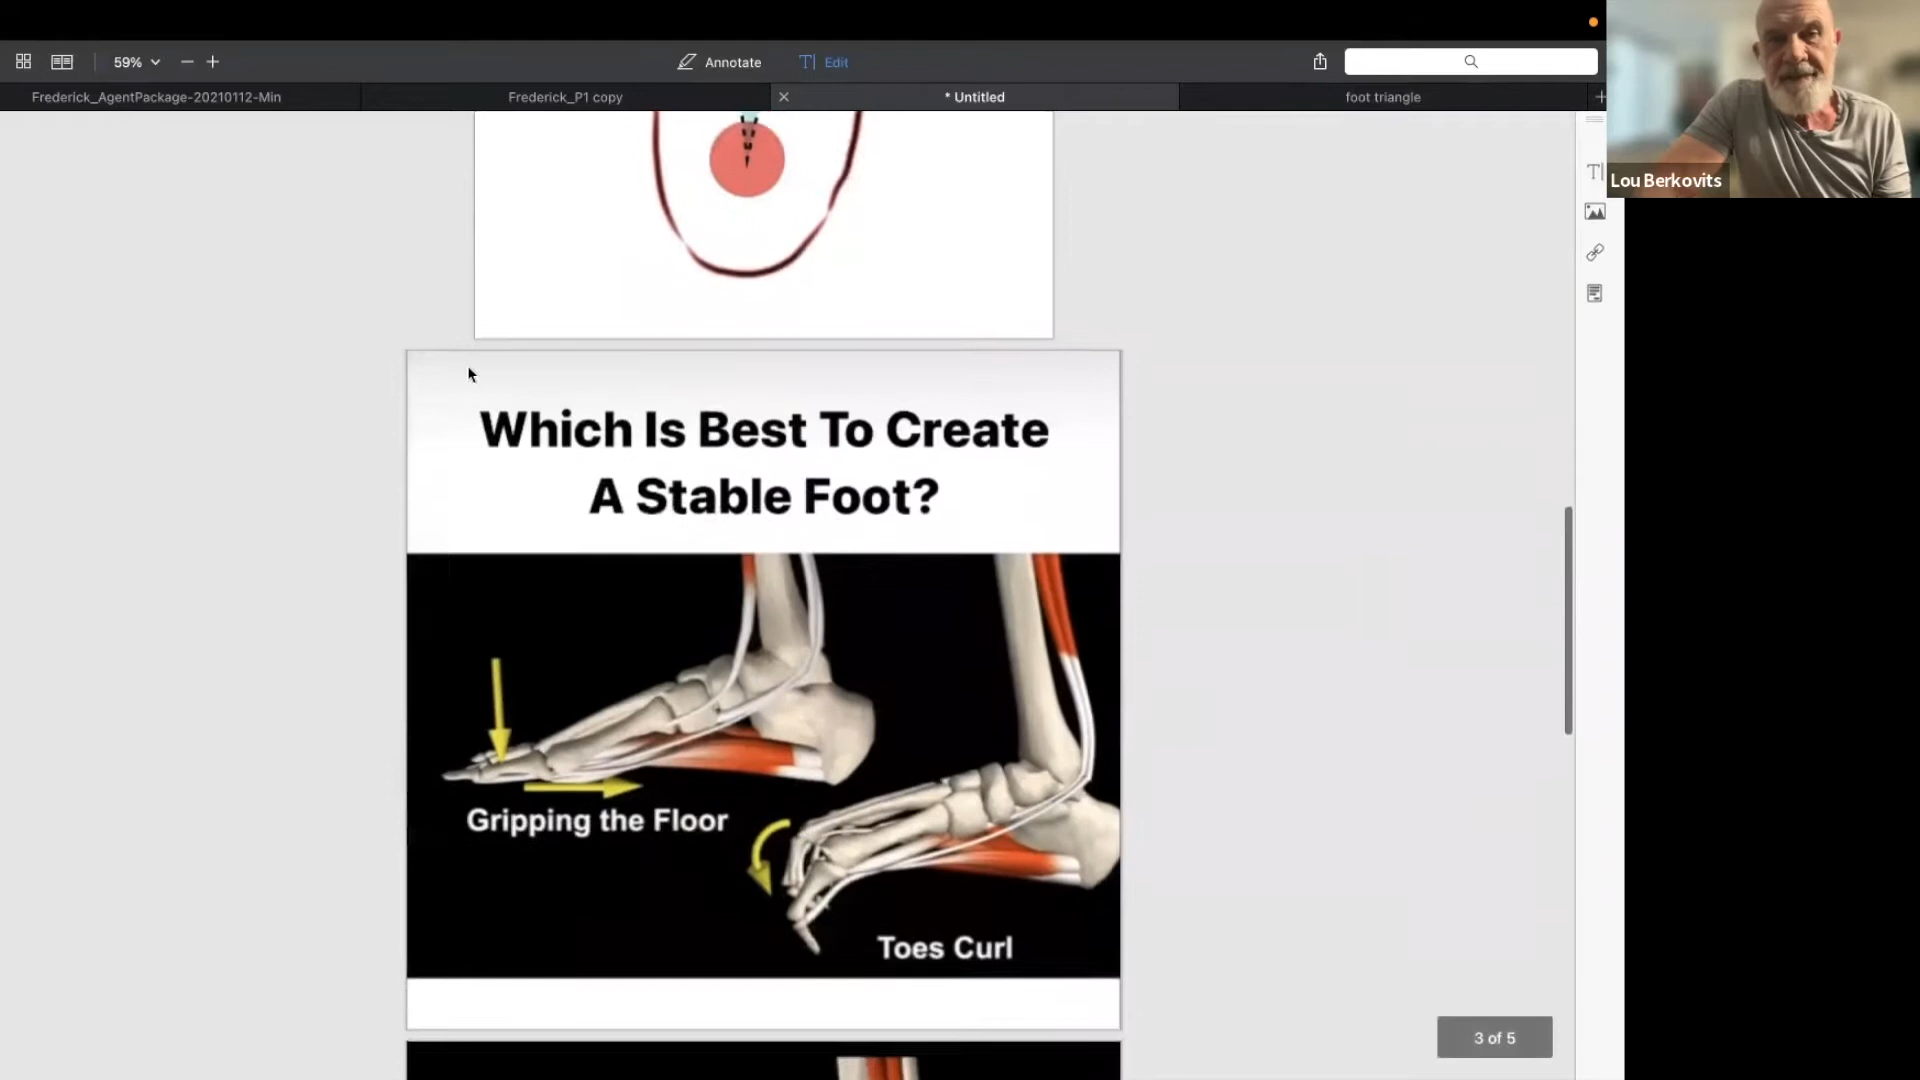 59%
Annotate
Edit
Frederick_AgentPackage-20210112-Min
Frederick_P1 copy
* Untitled
foot triangle
Lou Berkovits
Which Is Best To Create
A Stable Foot?
Gripping the Floor
Toes Curl
3 of 5